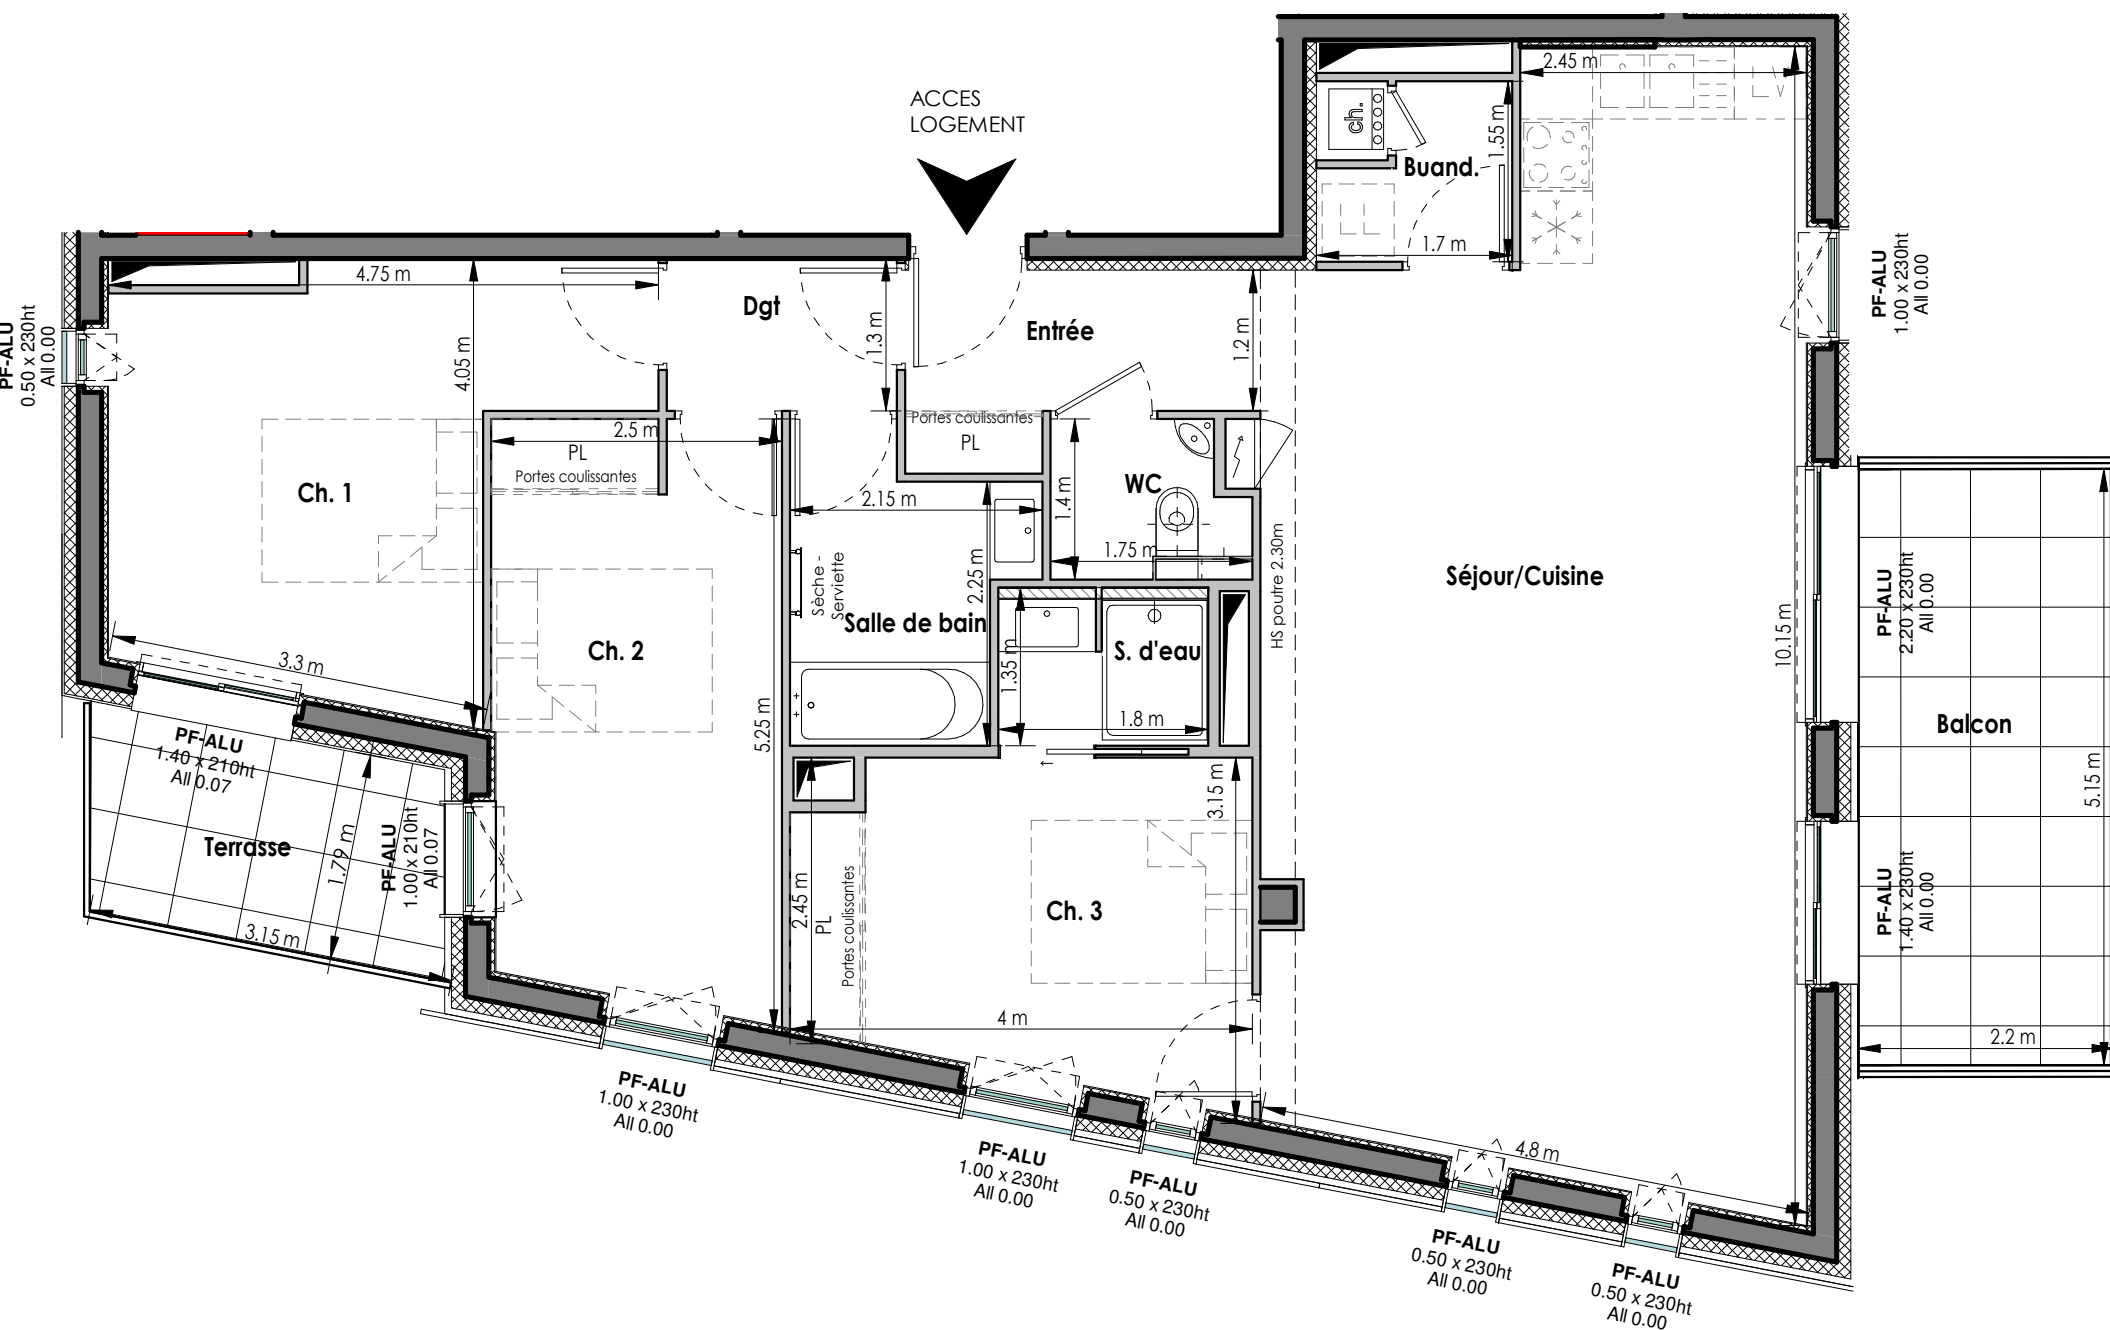 ACCES
LOGEMENT
2.45 m
ch.
1.55 m
Buand.
1.7 m
4.75 m
Dgt
1.3 m
Entrée
1.2 m
PF-ALU
0.50 x 230ht
All 0.00
PF-ALU
1.00 x 230ht
All 0.00
4.05 m
2.5 m
PL
Portes coulissantes
Portes coulissantes
PL
Ch. 1
2.15 m
1.4 m
WC
1.75 m
HS poutre 2.30m
Séjour/Cuisine
10.15 m
PF-ALU
2.20 x 230ht
All 0.00
Sèche -
Serviette
2.25 m
Salle de bain
Ch. 2
3.3 m
1.35 m
S. d'eau
1.8 m
5.25 m
Balcon
5.15 m
PF-ALU
1.40 x 210ht
All 0.07
Terrasse
1.79 m
PF-ALU
1.00 x 210ht
All 0.07
3.15 m
2.45 m
PL
Portes coulissantes
Ch. 3
3.15 m
4 m
PF-ALU
1.40 x 230ht
All 0.00
2.2 m
PF-ALU
1.00 x 230ht
All 0.00
PF-ALU
1.00 x 230ht
All 0.00
PF-ALU
0.50 x 230ht
All 0.00
4.8 m
PF-ALU
0.50 x 230ht
All 0.00
PF-ALU
0.50 x 230ht
All 0.00